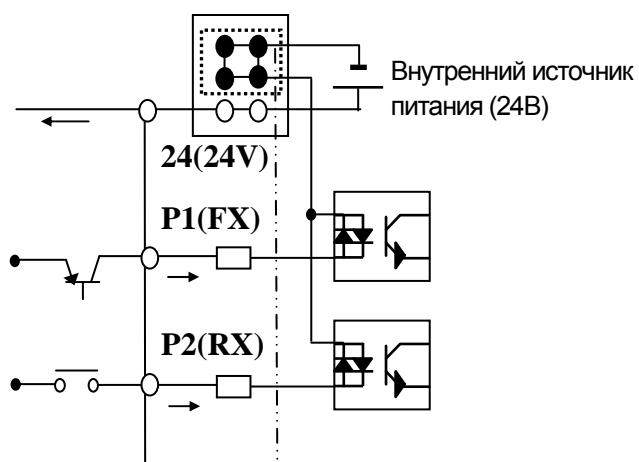 Внутренний источник
питания (24В)
24(24V)
P1(FX)
P2(RX)